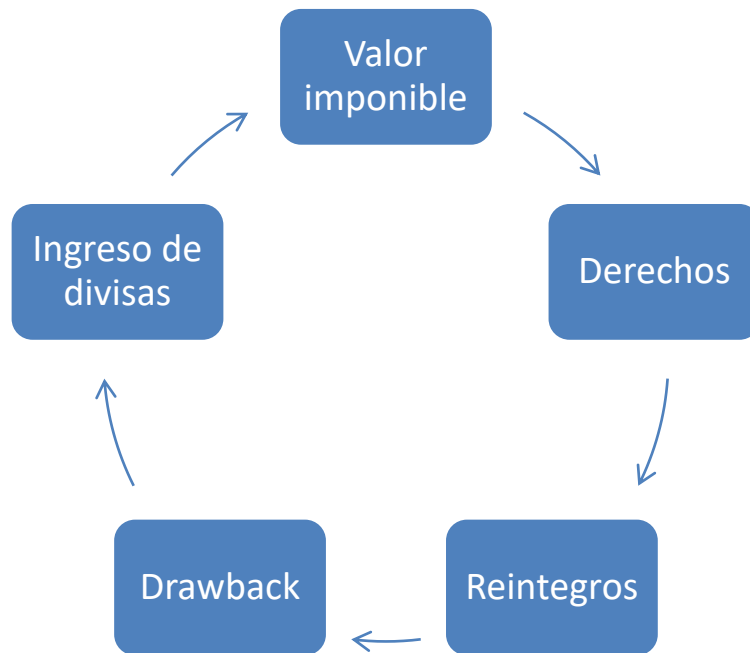 Valor
imponible
Derechos
Reintegros
Drawback
Ingreso de
divisas